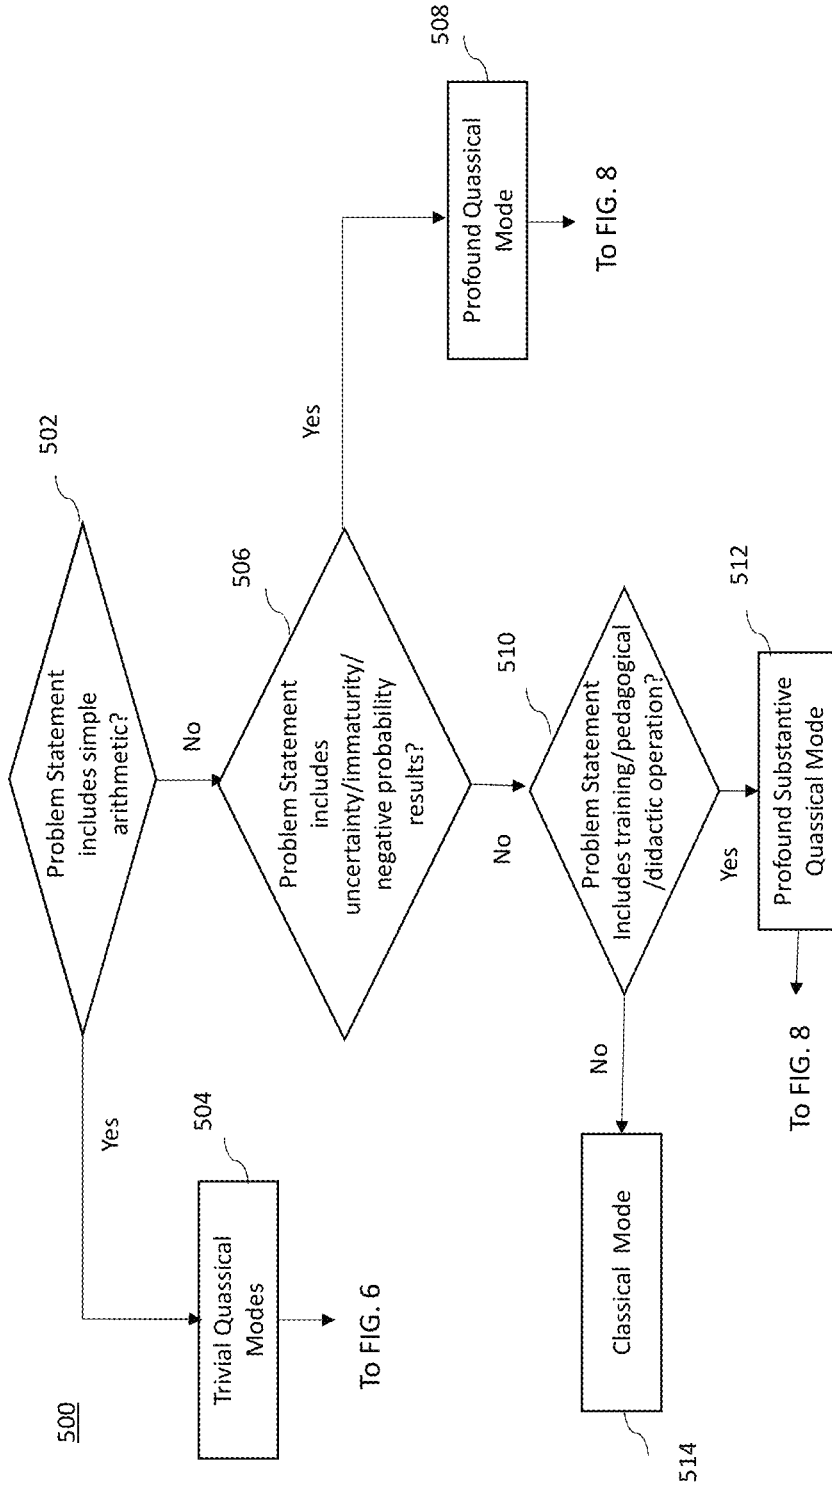 500
502
Problem Statement
includes simple
arithmetic?
Yes
No
504
Trivial Quassical
Modes
To FIG. 6
506
Problem Statement
includes
uncertainty/immaturity/
negative probability
results?
Yes
508
Profound Quassical
Mode
To FIG. 8
No
510
Problem Statement
Includes training/pedagogical
/didactic operation?
No
Yes
Classical Mode
514
512
Profound Substantive
Quassical Mode
To FIG. 8